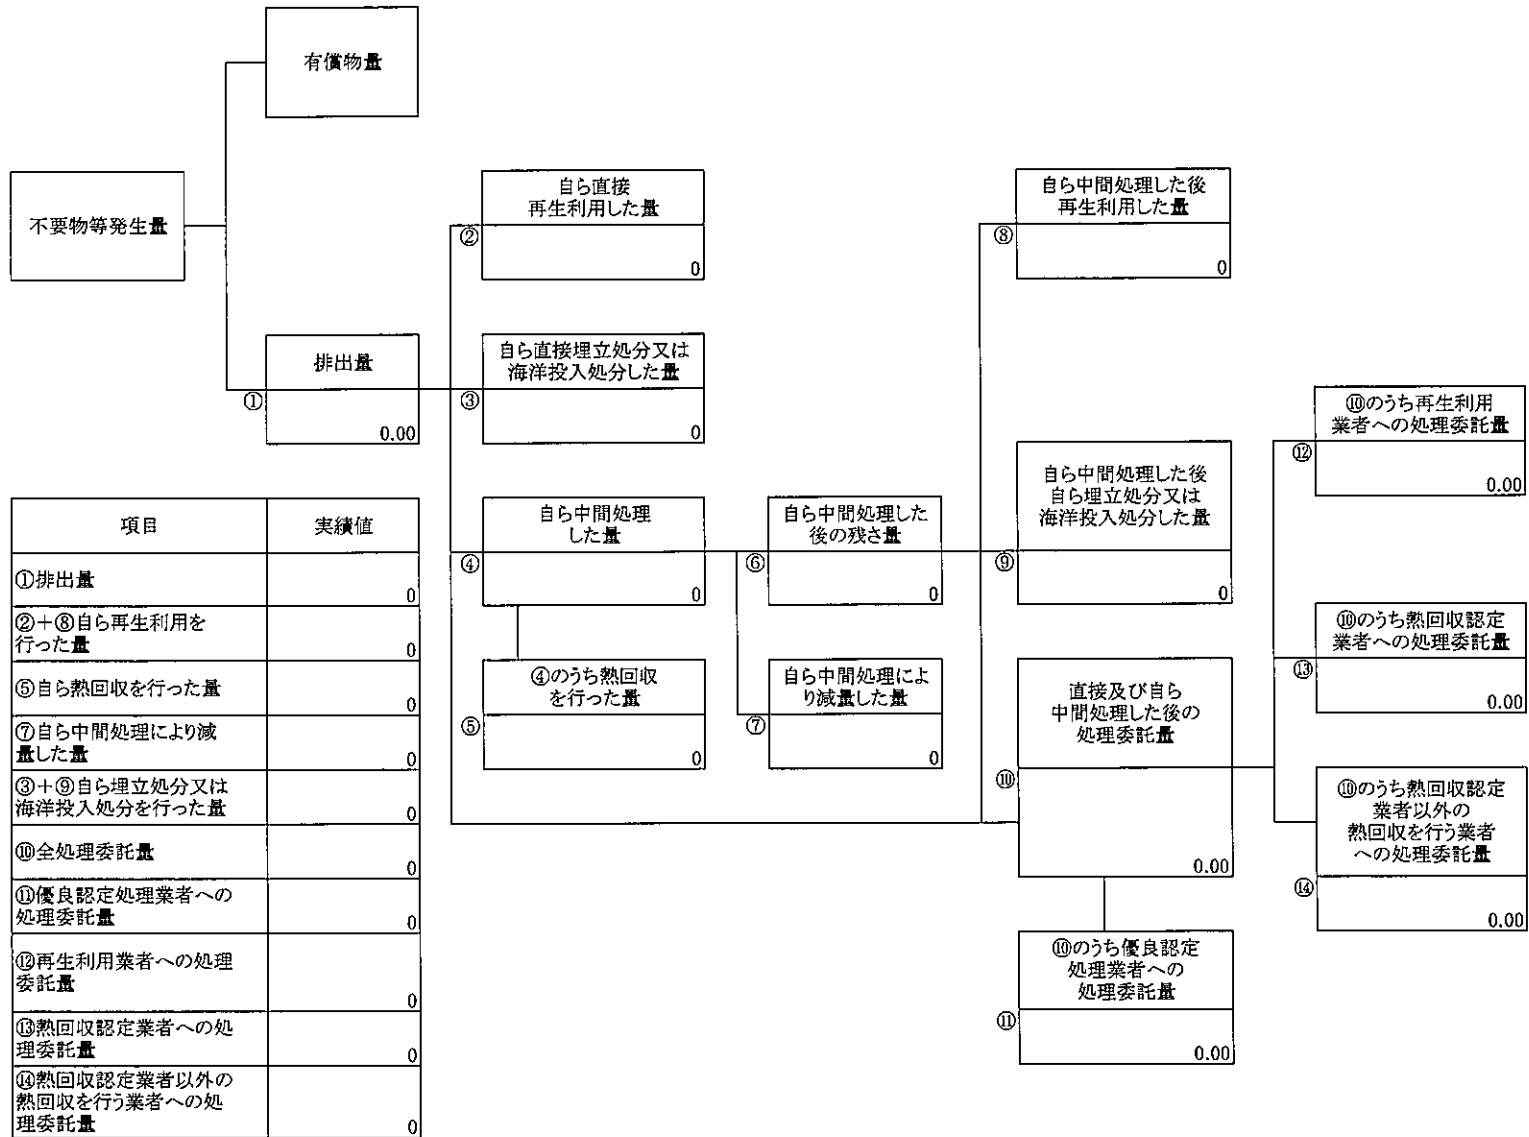 有償物量
不要物等発生量
自ら直接
再生利用した量
②
0
自ら中間処理した後
再生利用した量
⑧
0
排出量
①
0.00
自ら直接埋立処分又は
海洋投入処分した量
③
0
⑩のうち再生利用
業者への処理委託量
⑫
0.00
自ら中間処理
した量
④
0
自ら中間処理した
後の残さ量
⑥
0
自ら中間処理した後
自ら埋立処分又は
海洋投入処分した量
⑨
0
⑩のうち熱回収認定
業者への処理委託量
⑬
0.00
④のうち熱回収
を行った量
⑤
0
自ら中間処理によ
り減量した量
⑦
0
直接及び自ら
中間処理した後の
処理委託量
⑩
0.00
⑩のうち熱回収認定
業者以外の
熱回収を行う業者
への処理委託量
⑭
0.00
⑩のうち優良認定
処理業者への
処理委託量
⑪
0.00
項目 実績値
①排出量 0
②+⑧自ら再生利用を
行った量 0
⑤自ら熱回収を行った量 0
⑦自ら中間処理により減
量した量 0
③+⑨自ら埋立処分又は
海洋投入処分を行った量 0
⑩全処理委託量 0
⑪優良認定処理業者への
処理委託量 0
⑫再生利用業者への処理
委託量 0
⑬熱回収認定業者への処
理委託量 0
⑭熱回収認定業者以外の
熱回収を行う業者への処
理委託量 0